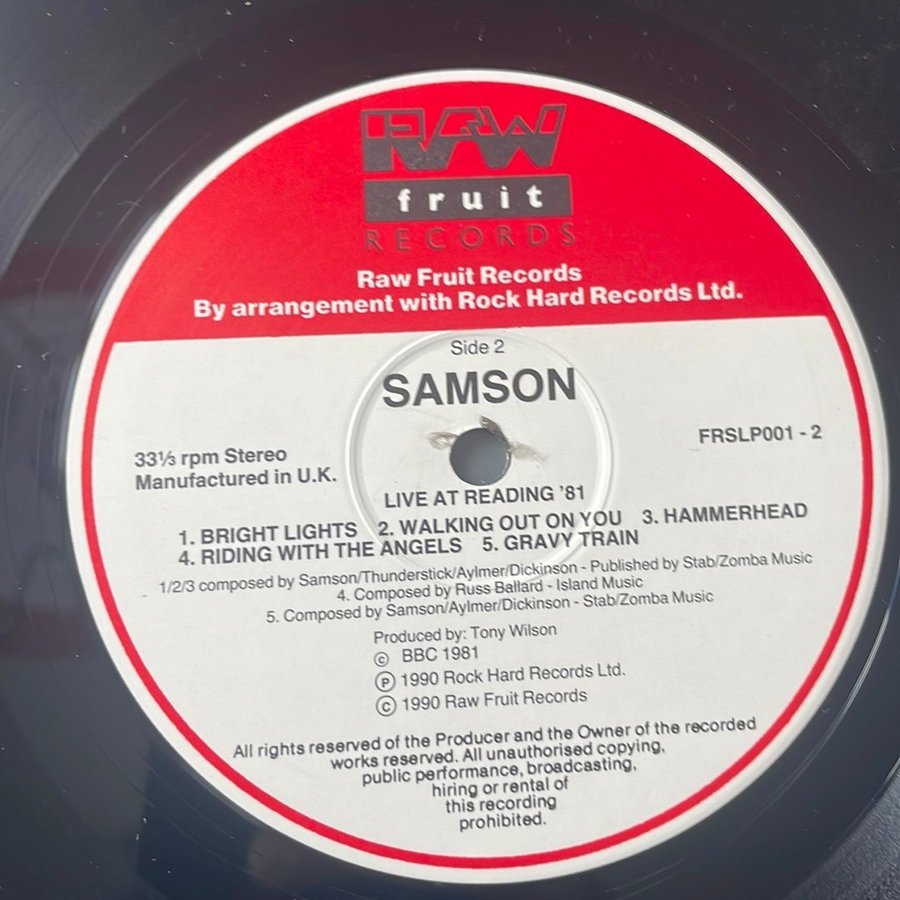 RAW
fruit
RECORDS
Raw Fruit Records
By arrangement with Rock Hard Records Ltd.
Side 2
SAMSON
33⅓ rpm Stereo
Manufactured in U.K.
FRSLP001 - 2
LIVE AT READING '81
1. BRIGHT LIGHTS 2. WALKING OUT ON YOU 3. HAMMERHEAD
4. RIDING WITH THE ANGELS 5. GRAVY TRAIN
1/2/3 composed by Samson/Thunderstick/Aylmer/Dickinson - Published by Stab/Zomba Music
4. Composed by Russ Ballard - Island Music
5. Composed by Samson/Aylmer/Dickinson - Stab/Zomba Music
Produced by: Tony Wilson
© BBC 1981
℗ 1990 Rock Hard Records Ltd.
© 1990 Raw Fruit Records
All rights reserved of the Producer and the Owner of the recorded
works reserved. All unauthorised copying,
public performance, broadcasting,
hiring or rental of
this recording
prohibited.